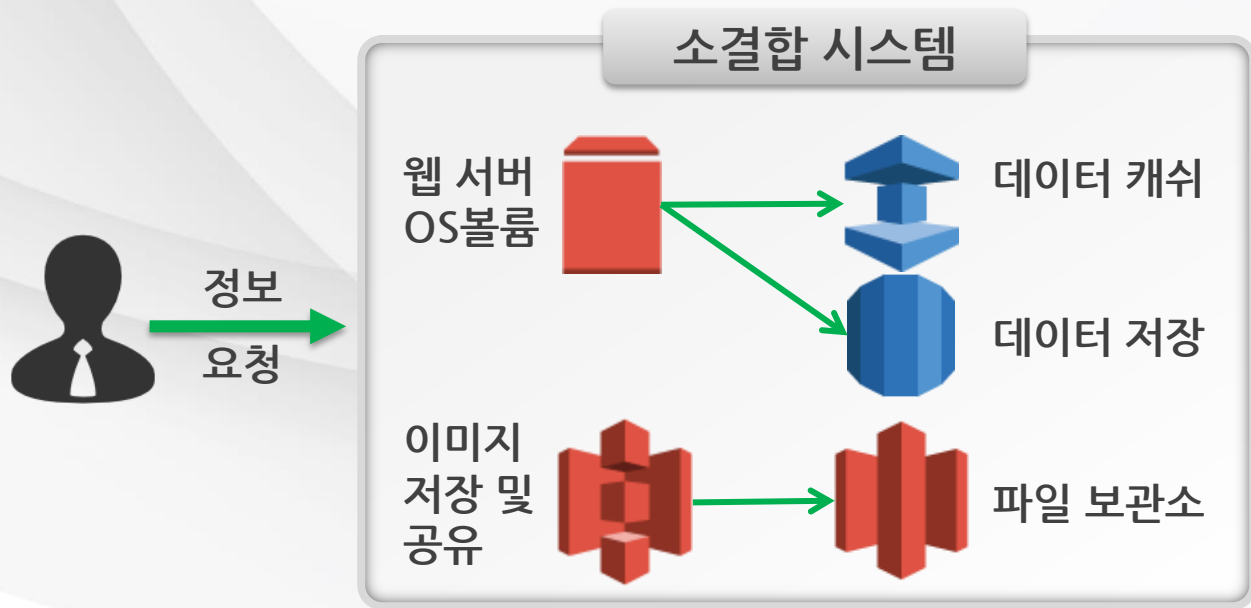 소결합 시스템
웹 서버
OS볼륨
데이터 캐쉬
정보
요청
데이터 저장
이미지
저장 및
공유
파일 보관소